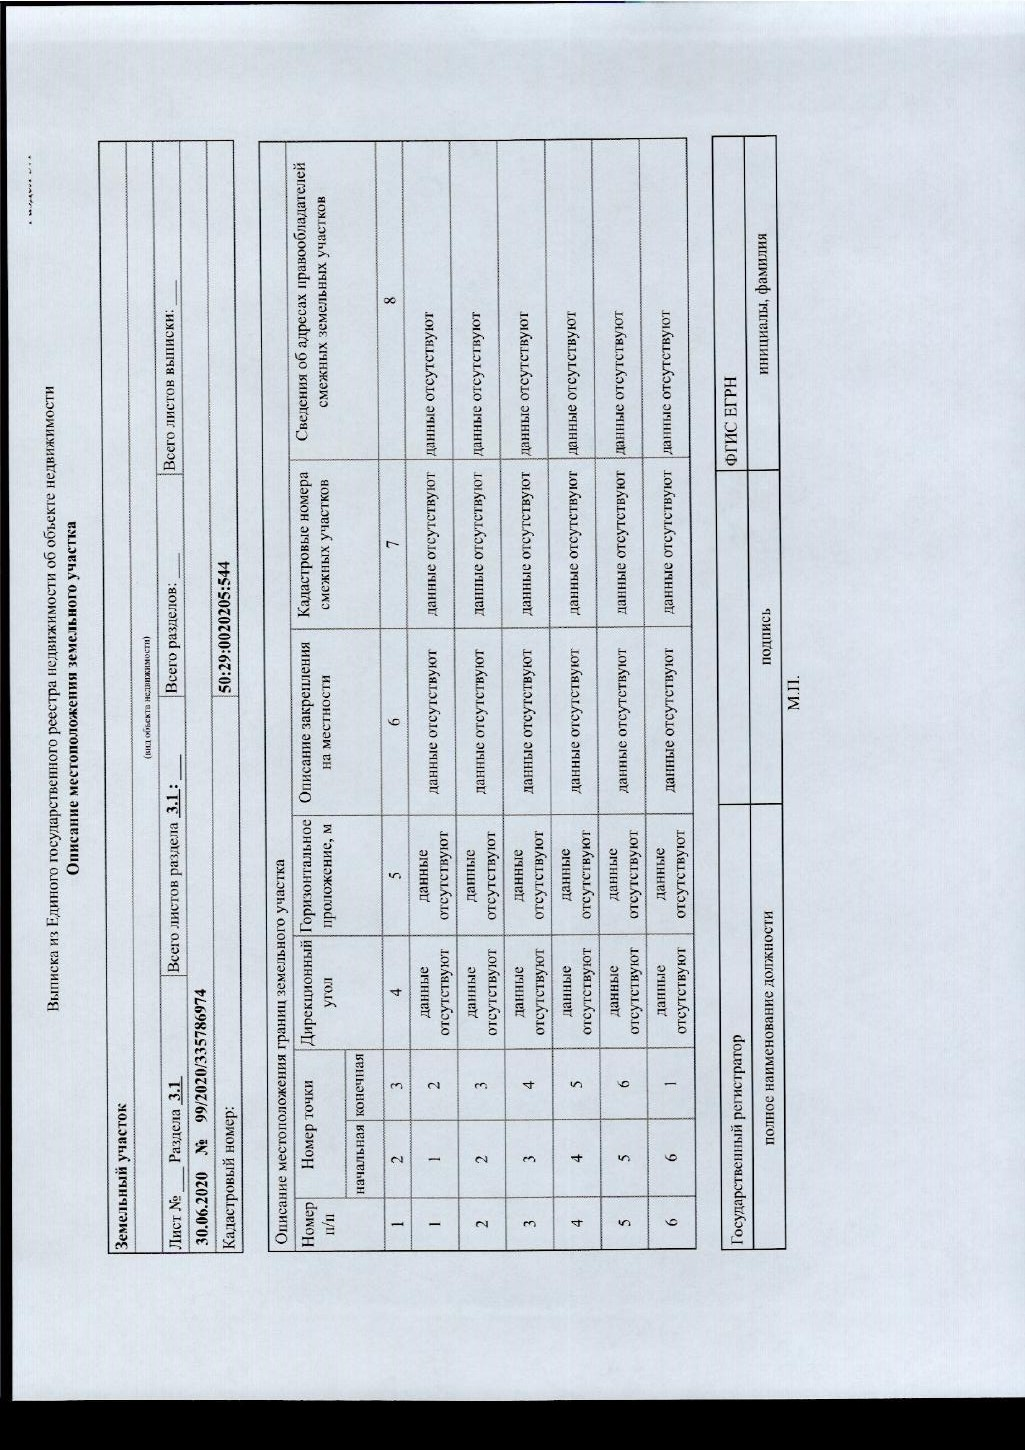 Выписка из Единого государственного реестра недвижимости об объекте недвижимости
Описание местоположения земельного участка
Земельный участок
(вид объекта недвижимости)
Лист № ___ Раздела 3.1 Всего листов раздела 3.1 : ___ Всего разделов: ___ Всего листов выписки: ___
30.06.2020 № 99/2020/335786974
Кадастровый номер: 50:29:0020205:544
Описание местоположения границ земельного участка
Номер п/п Номер точки Дирекционный угол Горизонтальное проложение, м Описание закрепления на местности Кадастровые номера смежных участков Сведения об адресах правообладателей смежных земельных участков
начальная конечная
1 2 3 4 5 6 7 8
1 1 2 данные отсутствуют данные отсутствуют данные отсутствуют данные отсутствуют данные отсутствуют
2 2 3 данные отсутствуют данные отсутствуют данные отсутствуют данные отсутствуют данные отсутствуют
3 3 4 данные отсутствуют данные отсутствуют данные отсутствуют данные отсутствуют данные отсутствуют
4 4 5 данные отсутствуют данные отсутствуют данные отсутствуют данные отсутствуют данные отсутствуют
5 5 6 данные отсутствуют данные отсутствуют данные отсутствуют данные отсутствуют данные отсутствуют
6 6 1 данные отсутствуют данные отсутствуют данные отсутствуют данные отсутствуют данные отсутствуют
Государственный регистратор ФГИС ЕГРН
полное наименование должности подпись инициалы, фамилия
М.П.